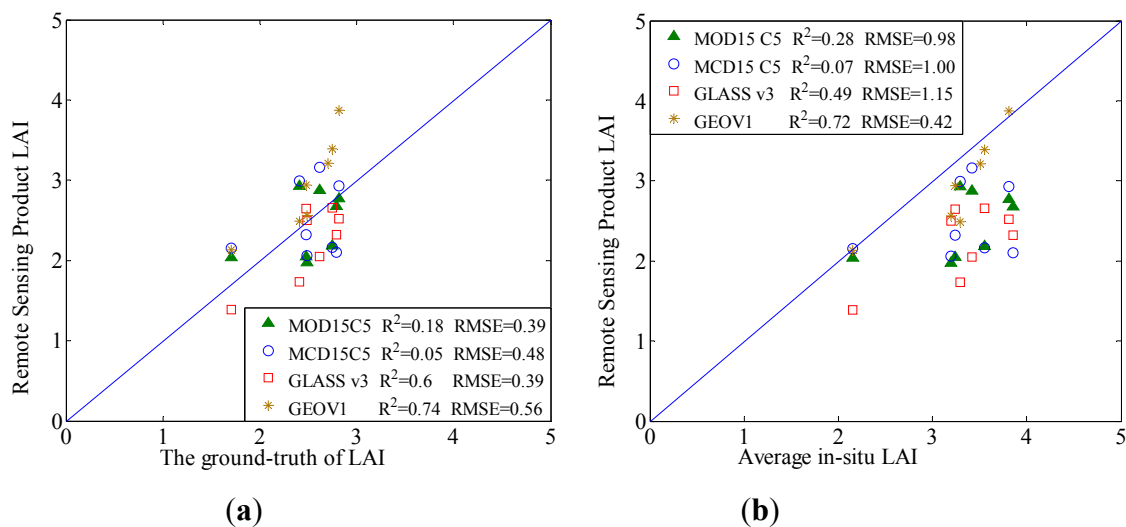 5
4
3
2
1
0
Remote Sensing Product LAI
MOD15C5 R²=0.18 RMSE=0.39
MCD15C5 R²=0.05 RMSE=0.48
GLASS v3 R²=0.6 RMSE=0.39
GEOV1 R²=0.74 RMSE=0.56
0 1 2 3 4 5
The ground-truth of LAI
(a)
5
4
3
2
1
0
Remote Sensing Product LAI
MOD15 C5 R²=0.28 RMSE=0.98
MCD15 C5 R²=0.07 RMSE=1.00
GLASS v3 R²=0.49 RMSE=1.15
GEOV1 R²=0.72 RMSE=0.42
0 1 2 3 4 5
Average in-situ LAI
(b)